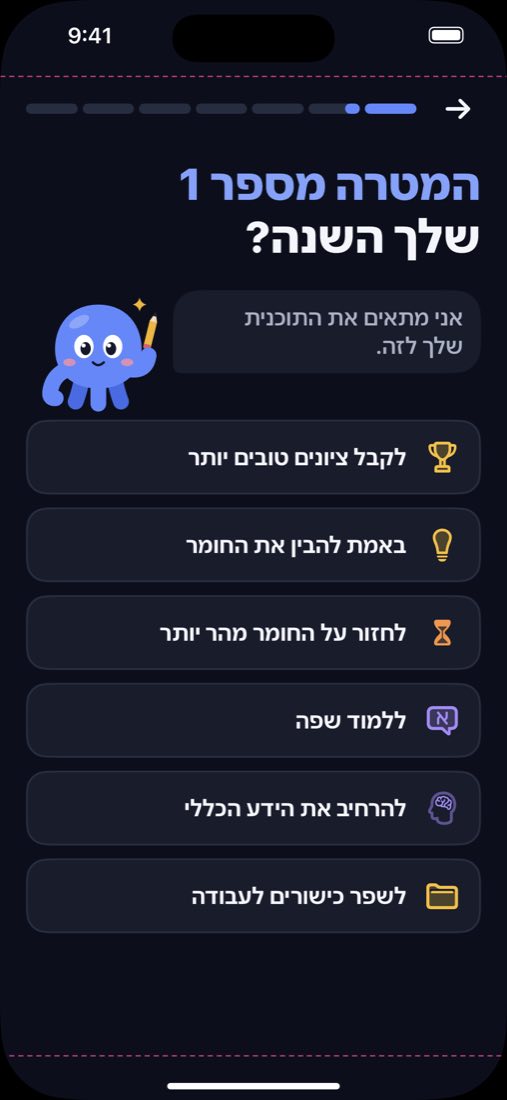 9:41
המטרה מספר 1
שלך השנה?
אני מתאים את התוכנית
שלך לזה.
לקבל ציונים טובים יותר
באמת להבין את החומר
לחזור על החומר מהר יותר
א
ללמוד שפה
להרחיב את הידע הכללי
לשפר כישורים לעבודה